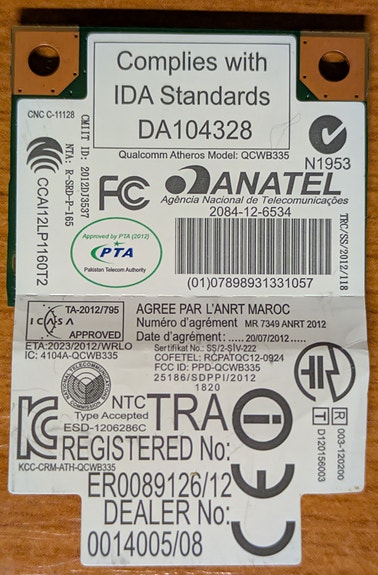 Complies with
IDA Standards
DA104328
CNC C-11128
Qualcomm Atheros Model: QCWB335
N1953
CMIIT ID: 2012DJ3537
NTA: R-SRD-P-165
CCAI12LP1160T2
FC
ANATEL
Agência Nacional de Telecomunicações
2084-12-6534
Approved by PTA (2012)
PTA
Pakistan Telecom Authority
(01)07898931331057
TRC/SS/2012/118
ICASA
TA-2012/795
APPROVED
AGREE PAR L'ANRT MAROC
Numéro d'agrément MR 7349 ANRT 2012
Date d'agrément: .....20/07/2012.....
ETA-2023/2012/WRLO
IC: 4104A-QCWB335
Sertifikat No.: SS/2-SIV-222
COFETEL: RCPATQC12-0924
FCC ID: PPD-QCWB335
25186/SDPPI/2012
1820
NTC
Type Accepted
ESD-1206286C
KCC-CRM-ATH-QCWB335
TRA
REGISTERED No:
ER0089126/12
DEALER No:
0014005/08
CE
R 003-120200
T D120156003